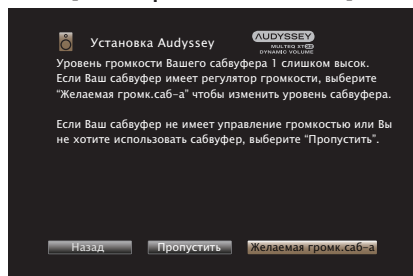 Установка Audyssey
AUDYSSEY
MULTEQ XT32
DYNAMIC VOLUME
Уровень громкости Вашего сабвуфера 1 слишком высок.
Если Ваш сабвуфер имеет регулятор громкости, выберите
"Желаемая громк.саб-а" чтобы изменить уровень сабвуфера.
Если Ваш сабвуфер не имеет управление громкостью или Вы
не хотите использовать сабвуфер, выберите "Пропустить".
Назад Пропустить Желаемая громк.саб-а